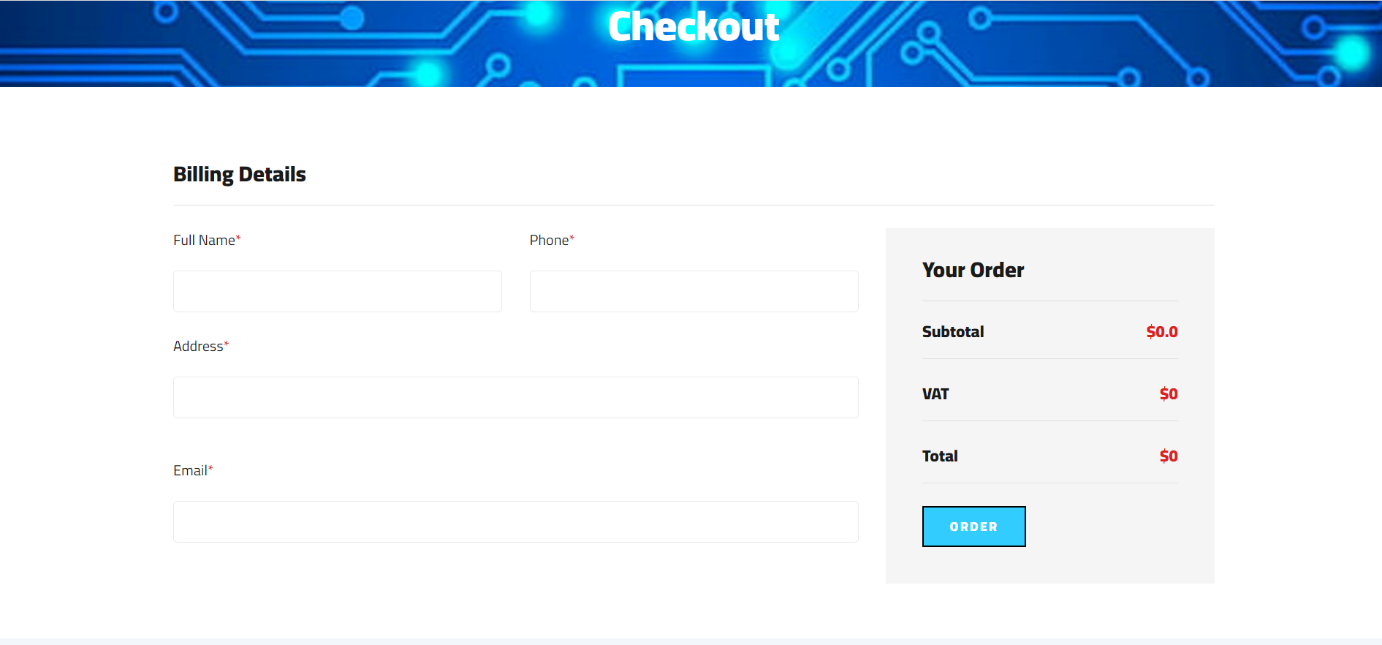 Checkout
Billing Details
Full Name*
Phone*
Address*
Email*
Your Order
Subtotal $0.0
VAT $0
Total $0
ORDER